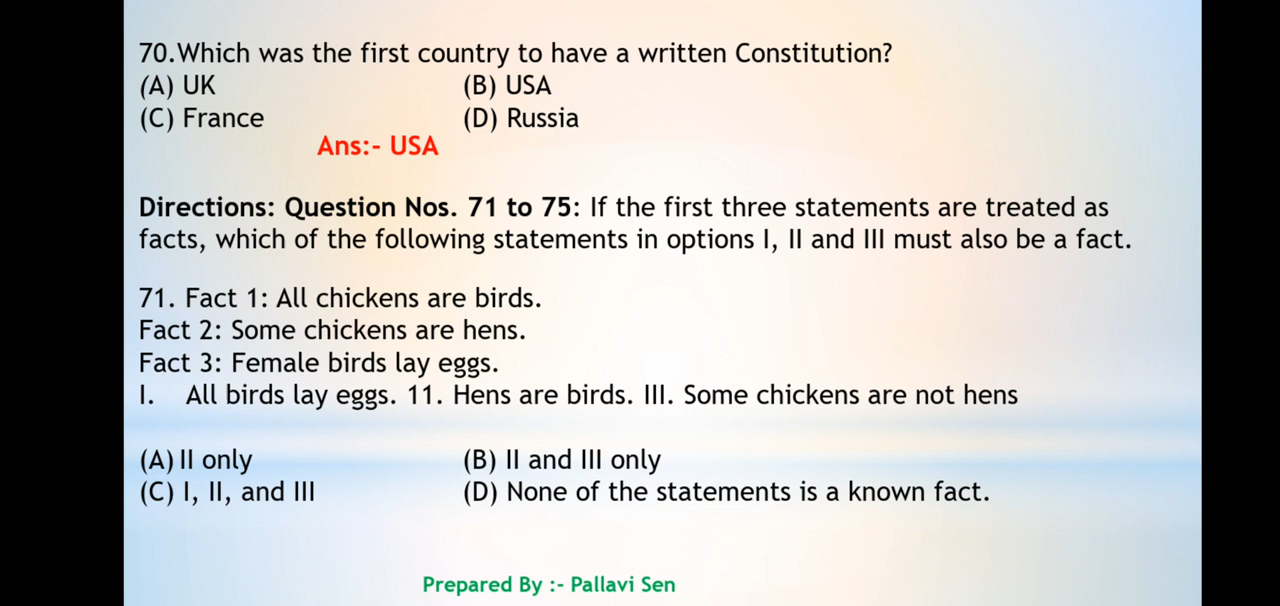 70.Which was the first country to have a written Constitution?
(A) UK (B) USA
(C) France (D) Russia
Ans:- USA
Directions: Question Nos. 71 to 75: If the first three statements are treated as
facts, which of the following statements in options I, II and III must also be a fact.
71. Fact 1: All chickens are birds.
Fact 2: Some chickens are hens.
Fact 3: Female birds lay eggs.
I. All birds lay eggs. 11. Hens are birds. III. Some chickens are not hens
(A) II only (B) II and III only
(C) I, II, and III (D) None of the statements is a known fact.
Prepared By :- Pallavi Sen